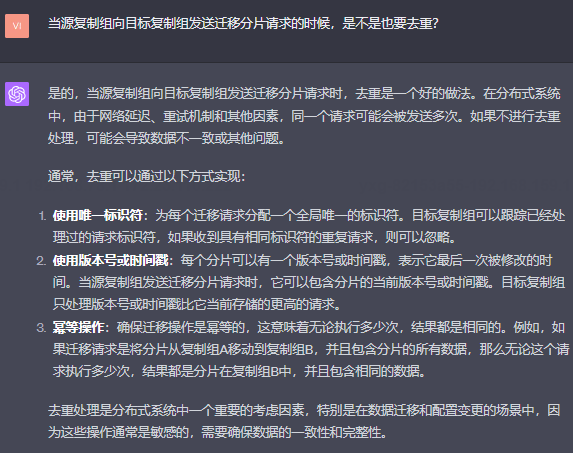 VI
当源复制组向目标复制组发送迁移分片请求的时候，是不是也要去重？
是的，当源复制组向目标复制组发送迁移分片请求时，去重是一个好的做法。在分布式系统
中，由于网络延迟、重试机制和其他因素，同一个请求可能会被发送多次。如果不进行去重
处理，可能会导致数据不一致或其他问题。
通常，去重可以通过以下方式实现：
1. 使用唯一标识符：为每个迁移请求分配一个全局唯一的标识符。目标复制组可以跟踪已经处
理过的请求标识符，如果收到具有相同标识符的重复请求，则可以忽略。
2. 使用版本号或时间戳：每个分片可以有一个版本号或时间戳，表示它最后一次被修改的时
间。当源复制组发送迁移分片请求时，它可以包含分片的当前版本号或时间戳。目标复制组
只处理版本号或时间戳比它当前存储的更高的请求。
3. 幂等操作：确保迁移操作是幂等的，这意味着无论执行多少次，结果都是相同的。例如，如
果迁移请求是将分片从复制组A移动到复制组B，并且包含分片的所有数据，那么无论这个请
求执行多少次，结果都是分片在复制组B中，并且包含相同的数据。
去重处理是分布式系统中一个重要的考虑因素，特别是在数据迁移和配置变更的场景中，因
为这些操作通常是敏感的，需要确保数据的一致性和完整性。